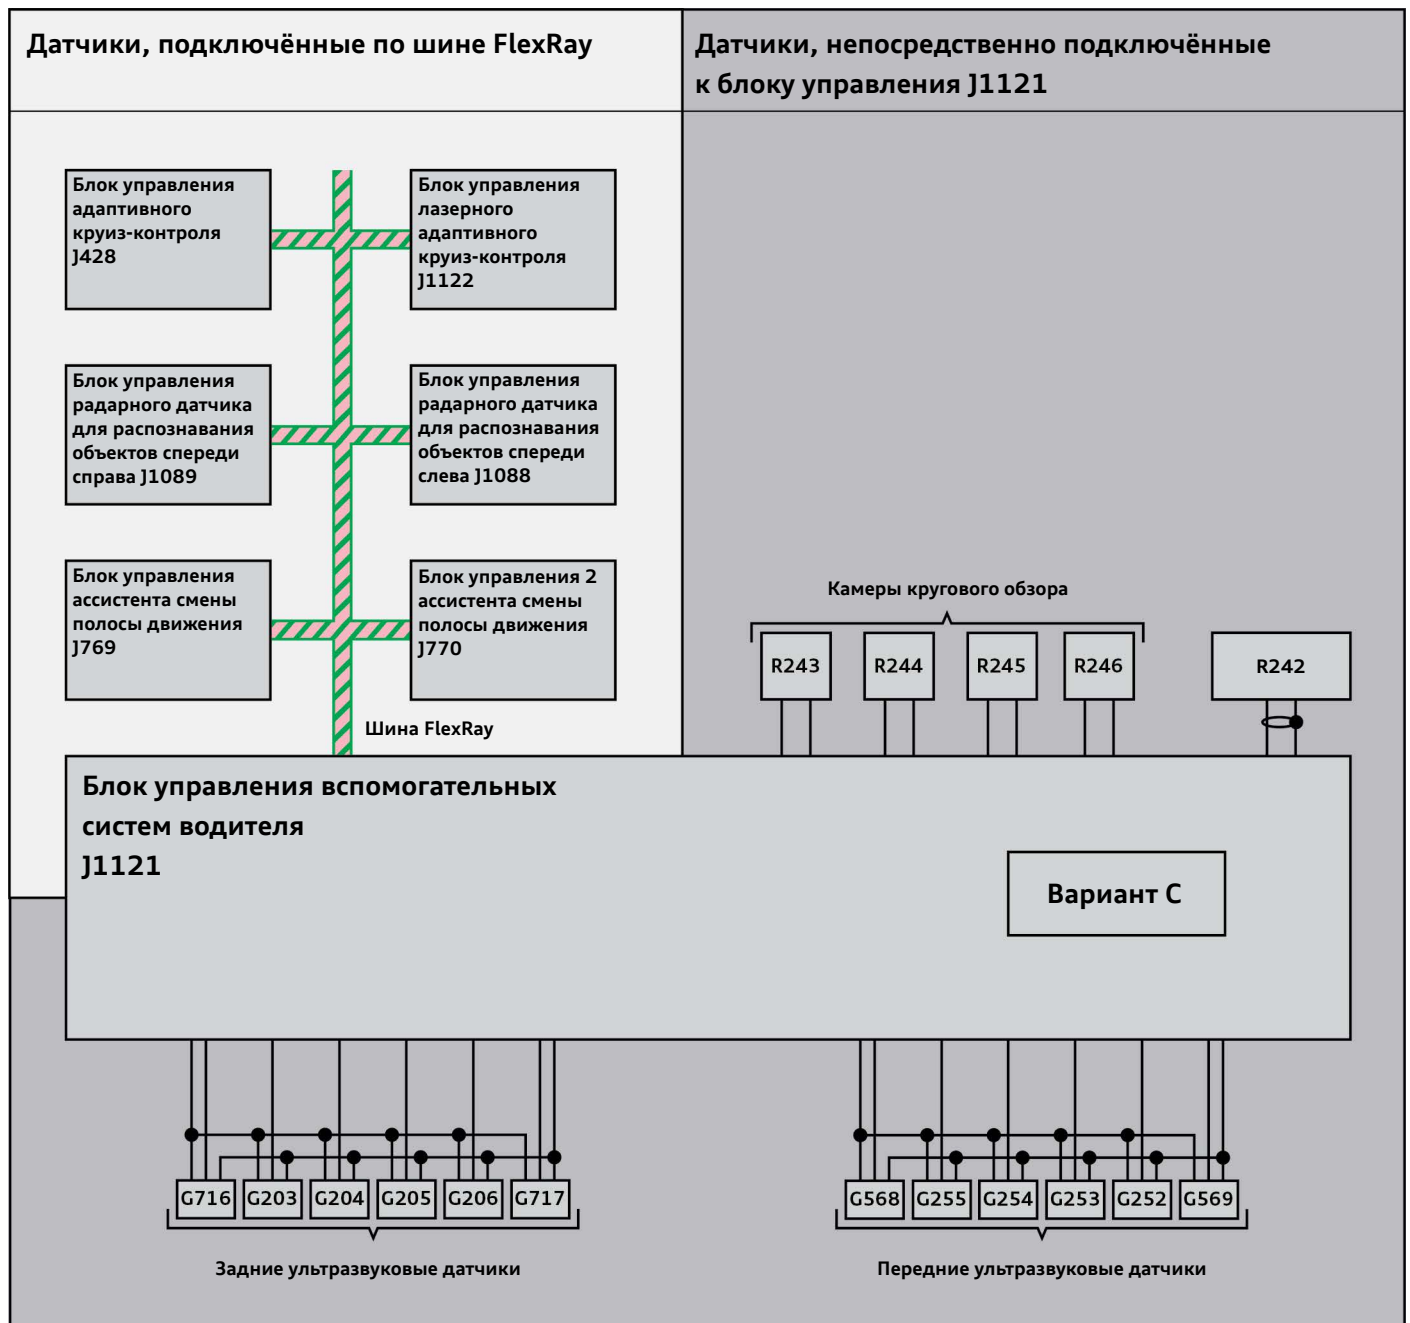 Датчики, подключённые по шине FlexRay
Датчики, непосредственно подключённые
к блоку управления J1121
Блок управления
адаптивного
круиз-контроля
J428
Блок управления
лазерного
адаптивного
круиз-контроля
J1122
Блок управления
радарного датчика
для распознавания
объектов спереди
справа J1089
Блок управления
радарного датчика
для распознавания
объектов спереди
слева J1088
Блок управления
ассистента смены
полосы движения
J769
Блок управления 2
ассистента смены
полосы движения
J770
Шина FlexRay
Камеры кругового обзора
R243
R244
R245
R246
R242
Блок управления вспомогательных
систем водителя
J1121
Вариант C
G716
G203
G204
G205
G206
G717
Задние ультразвуковые датчики
G568
G255
G254
G253
G252
G569
Передние ультразвуковые датчики